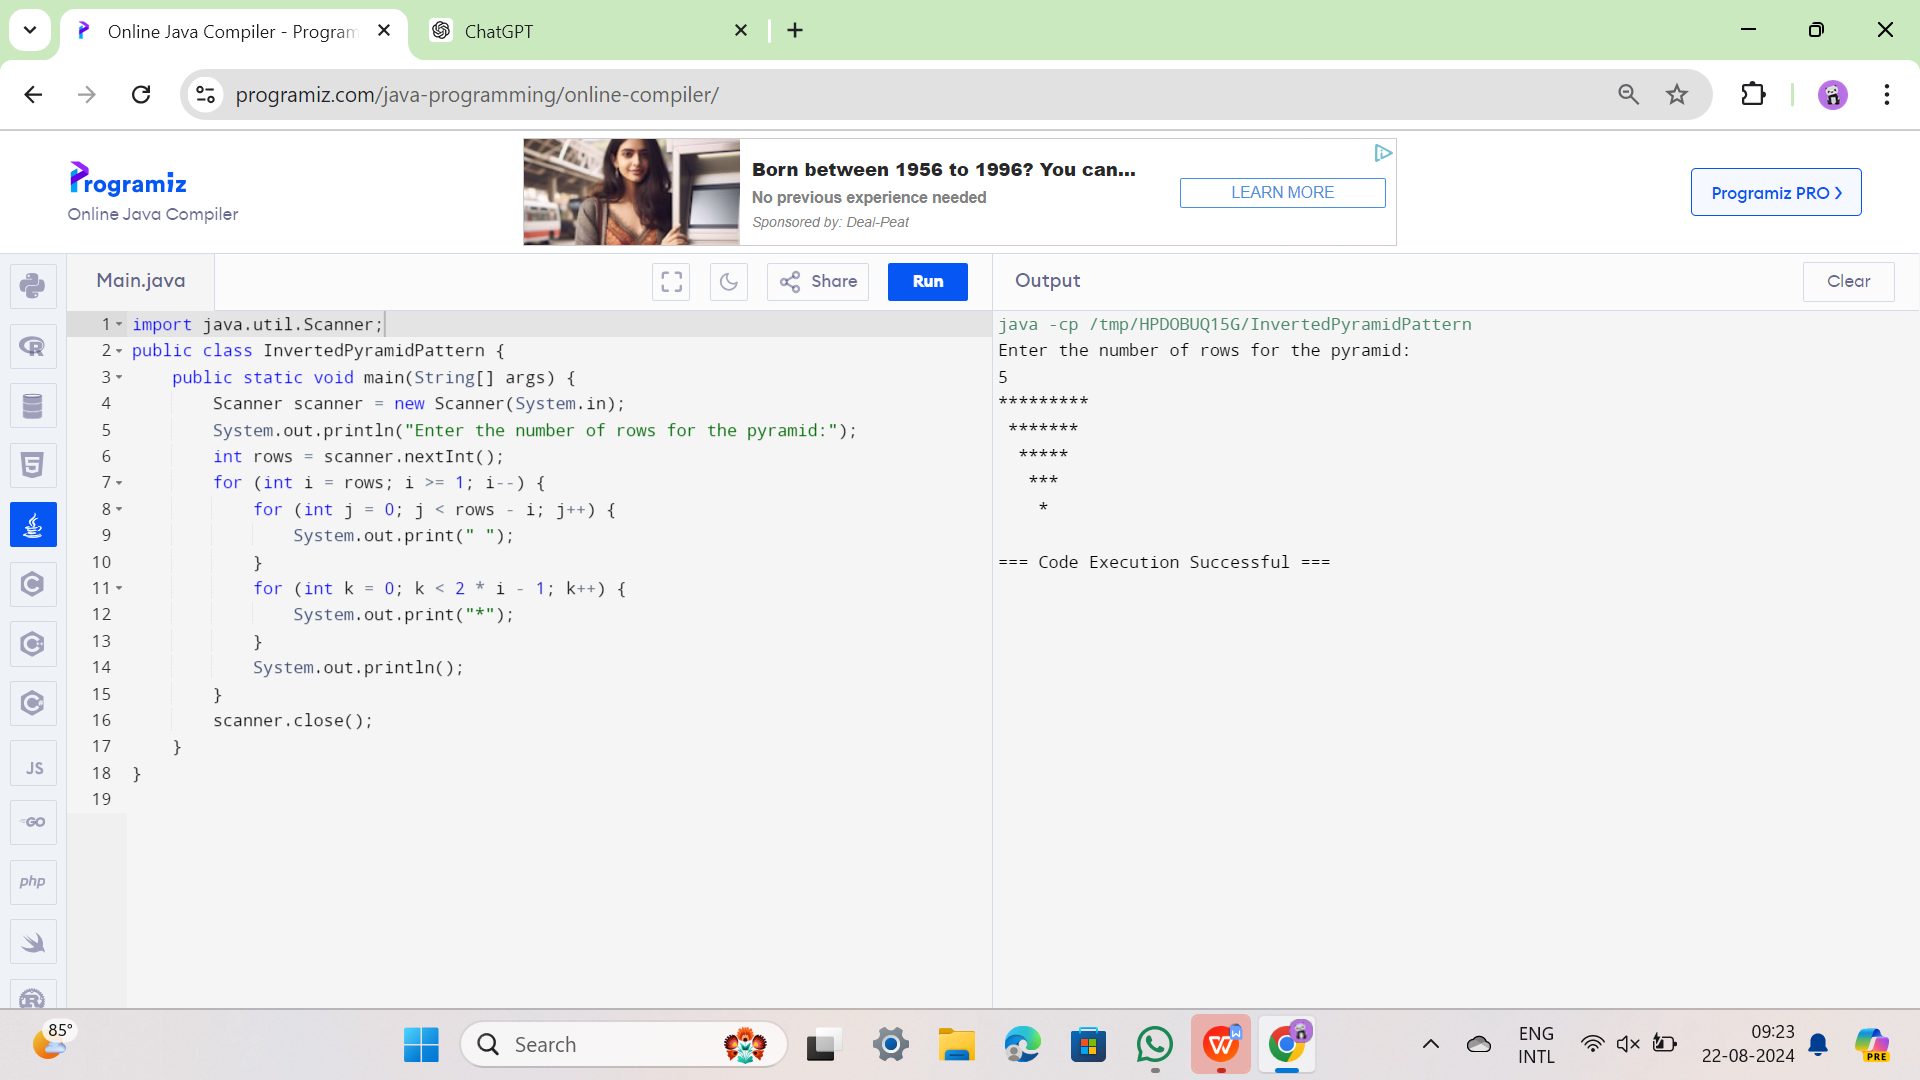 Online Java Compiler - Program
ChatGPT
programiz.com/java-programming/online-compiler/
Programiz
Online Java Compiler
Born between 1956 to 1996? You can...
No previous experience needed
Sponsored by: Deal-Peat
LEARN MORE
Programiz PRO >
Main.java
Share
Run
Output
Clear
1 import java.util.Scanner;
2 public class InvertedPyramidPattern {
3     public static void main(String[] args) {
4         Scanner scanner = new Scanner(System.in);
5         System.out.println("Enter the number of rows for the pyramid:");
6         int rows = scanner.nextInt();
7         for (int i = rows; i >= 1; i--) {
8             for (int j = 0; j < rows - i; j++) {
9                 System.out.print(" ");
10             }
11             for (int k = 0; k < 2 * i - 1; k++) {
12                 System.out.print("*");
13             }
14             System.out.println();
15         }
16         scanner.close();
17     }
18 }
19
java -cp /tmp/HPDOBUQ15G/InvertedPyramidPattern
Enter the number of rows for the pyramid:
5
*********
 *******
  *****
   ***
    *
=== Code Execution Successful ===
JS
GO
php
85°
Search
ENG
INTL
09:23
22-08-2024
PRE